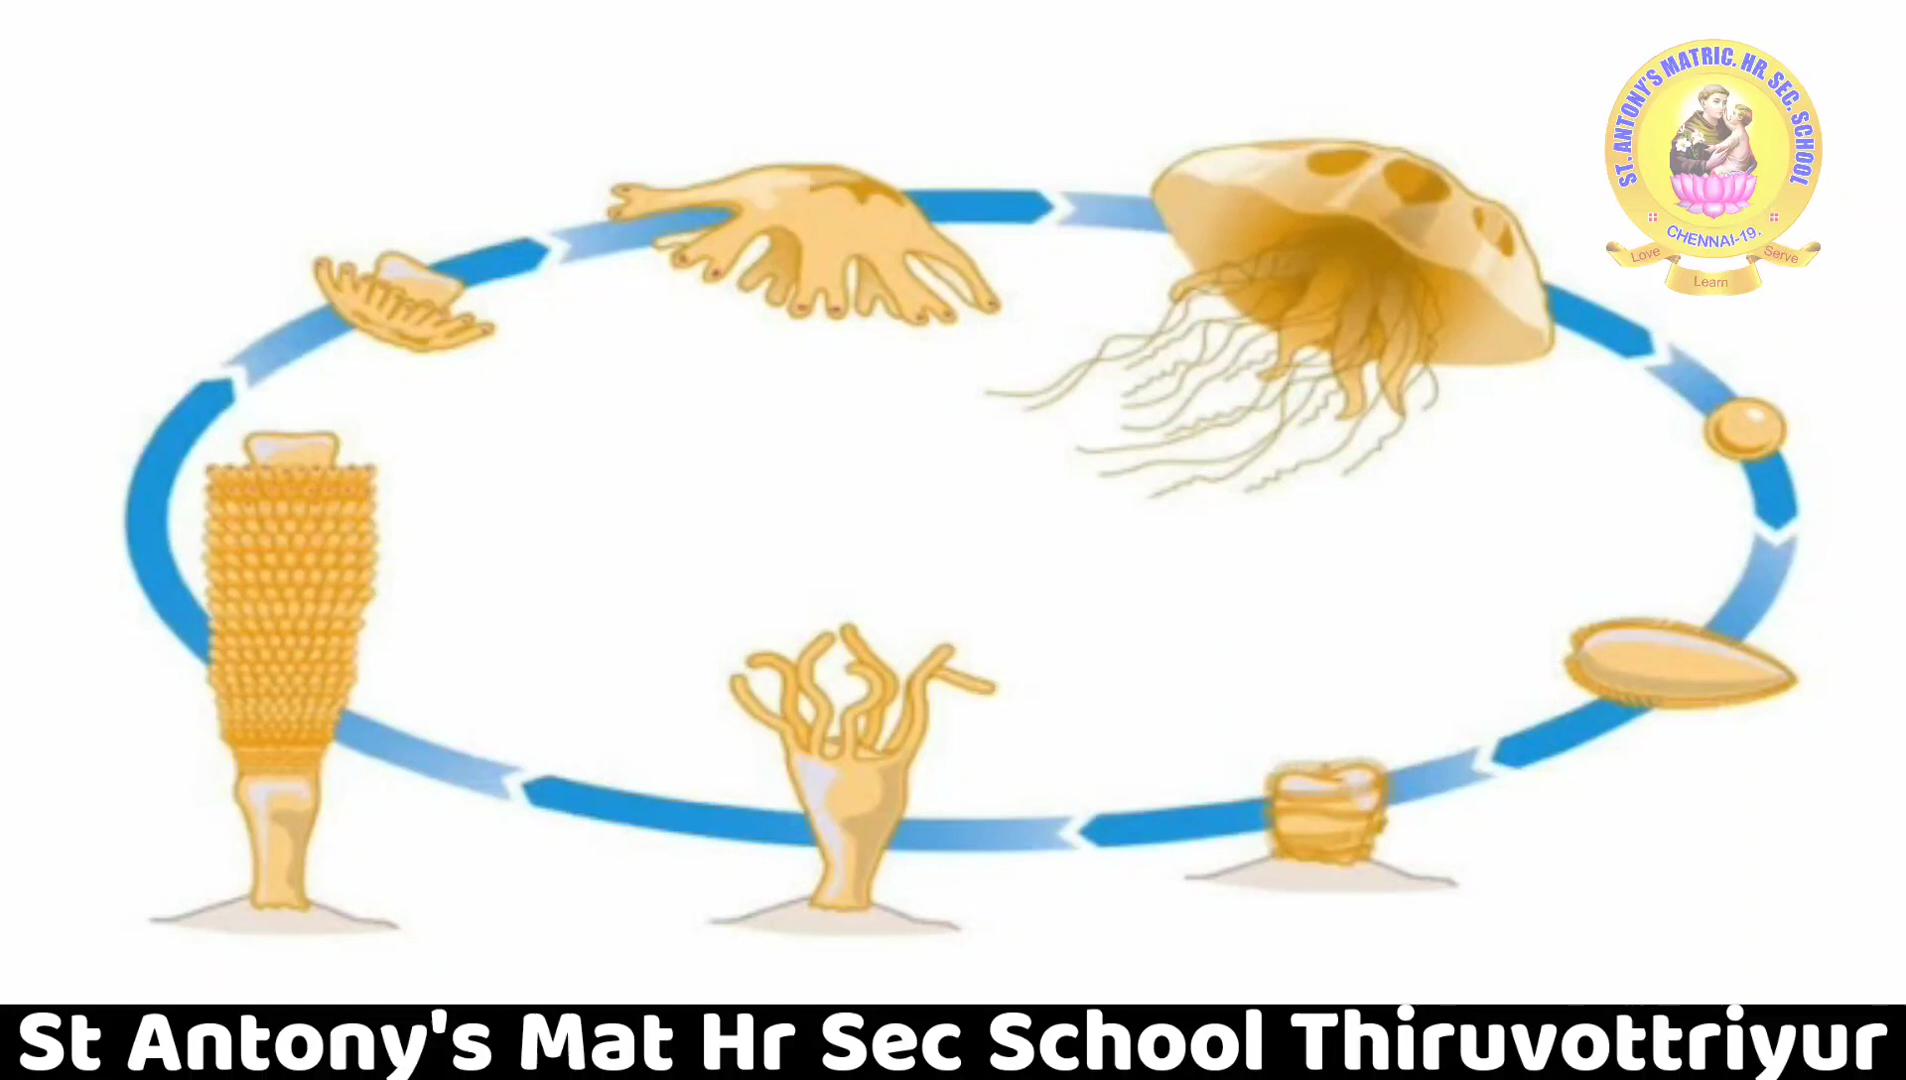 ST. ANTONY'S MATRIC. HR. SEC. SCHOOL
CHENNAI-19.
Love
Learn
Serve
St Antony's Mat Hr Sec School Thiruvottriyur